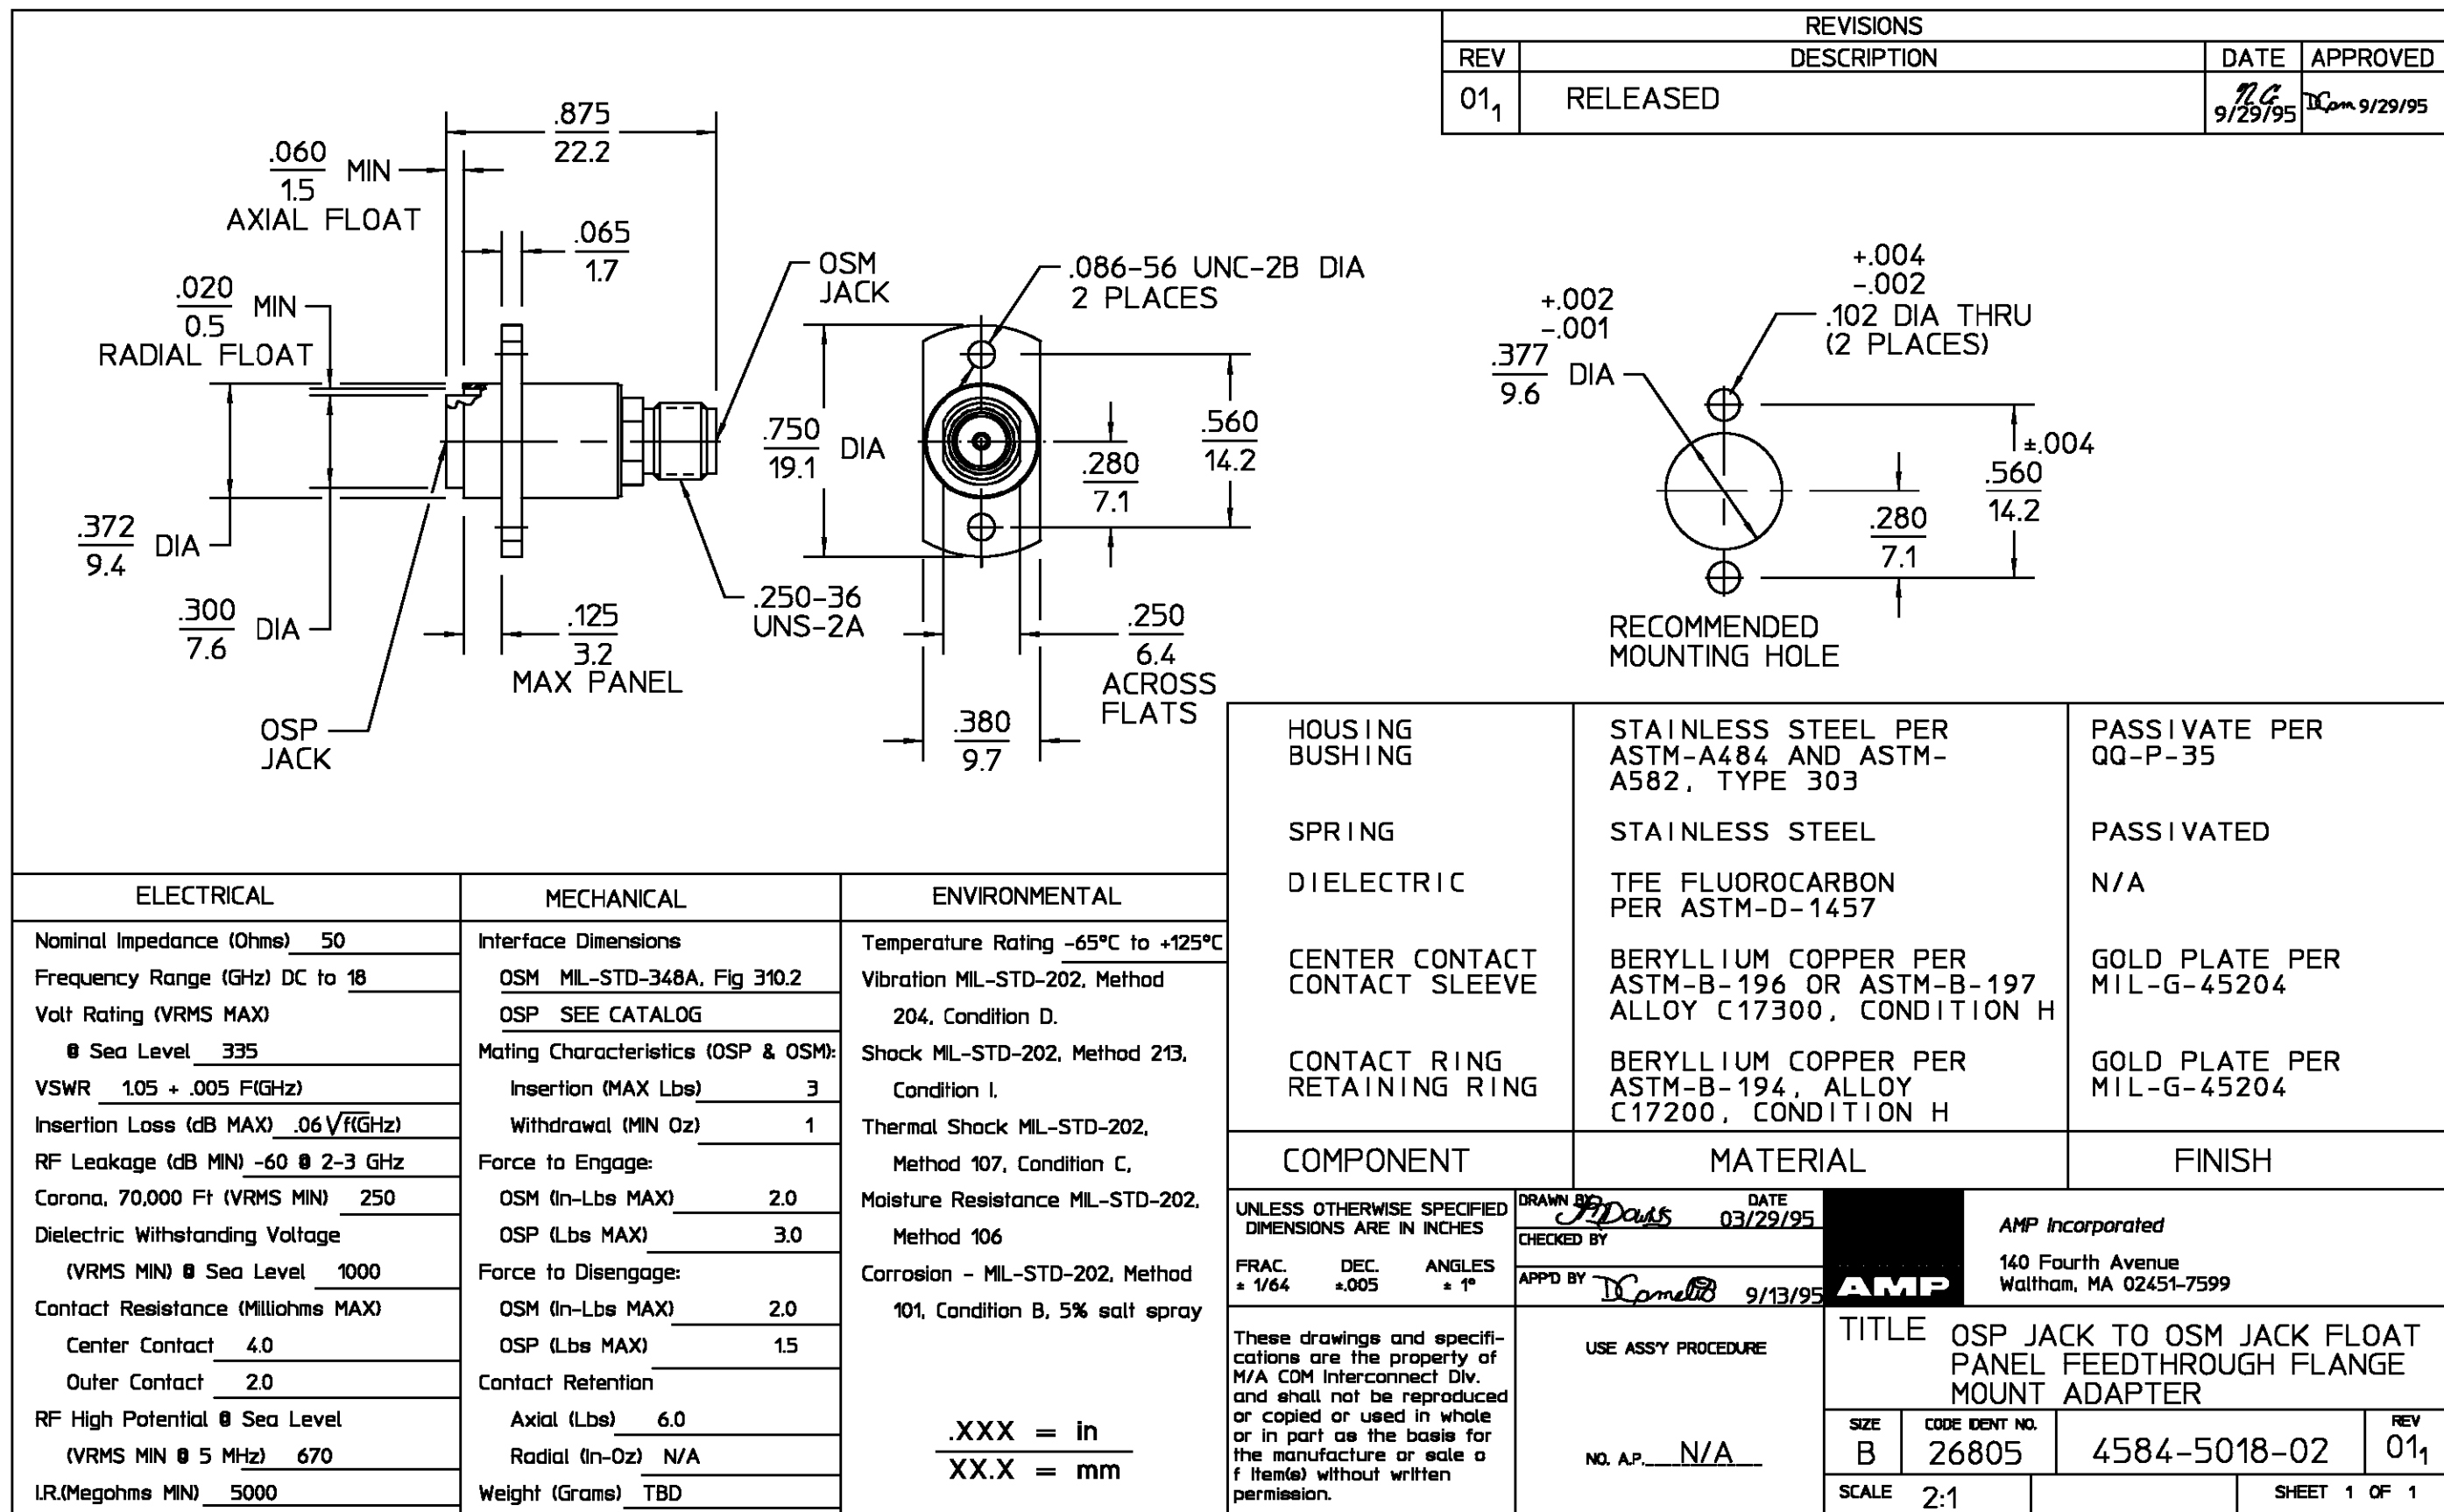 REVISIONS
REV DESCRIPTION DATE APPROVED
01₁ RELEASED 9/29/95 9/29/95
.875
22.2
.060 MIN
1.5
AXIAL FLOAT
.065
1.7
.020 MIN
0.5
RADIAL FLOAT
OSM
JACK
.372 DIA
9.4
.300 DIA
7.6
.125
3.2
MAX PANEL
.250-36
UNS-2A
OSP
JACK
.086-56 UNC-2B DIA
2 PLACES
.750 DIA
19.1
.560
14.2
.280
7.1
.250
6.4
ACROSS
FLATS
.380
9.7
+.004
-.002
.102 DIA THRU
(2 PLACES)
+.002
-.001
.377 DIA
9.6
±.004
.560
14.2
.280
7.1
RECOMMENDED
MOUNTING HOLE
HOUSING STAINLESS STEEL PER PASSIVATE PER
BUSHING ASTM-A484 AND ASTM- QQ-P-35
A582, TYPE 303
SPRING STAINLESS STEEL PASSIVATED
DIELECTRIC TFE FLUOROCARBON N/A
PER ASTM-D-1457
CENTER CONTACT BERYLLIUM COPPER PER GOLD PLATE PER
CONTACT SLEEVE ASTM-B-196 OR ASTM-B-197 MIL-G-45204
ALLOY C17300, CONDITION H
CONTACT RING BERYLLIUM COPPER PER GOLD PLATE PER
RETAINING RING ASTM-B-194, ALLOY MIL-G-45204
C17200, CONDITION H
COMPONENT MATERIAL FINISH
ELECTRICAL
Nominal Impedance (Ohms) 50
Frequency Range (GHz) DC to 18
Volt Rating (VRMS MAX)
@ Sea Level 335
VSWR 1.05 + .005 F(GHz)
Insertion Loss (dB MAX) .06√f(GHz)
RF Leakage (dB MIN) -60 @ 2-3 GHz
Corona, 70,000 Ft (VRMS MIN) 250
Dielectric Withstanding Voltage
(VRMS MIN) @ Sea Level 1000
Contact Resistance (Milliohms MAX)
Center Contact 4.0
Outer Contact 2.0
RF High Potential @ Sea Level
(VRMS MIN @ 5 MHz) 670
I.R.(Megohms MIN) 5000
MECHANICAL
Interface Dimensions
OSM MIL-STD-348A, Fig 310.2
OSP SEE CATALOG
Mating Characteristics (OSP & OSM):
Insertion (MAX Lbs) 3
Withdrawal (MIN Oz) 1
Force to Engage:
OSM (In-Lbs MAX) 2.0
OSP (Lbs MAX) 3.0
Force to Disengage:
OSM (In-Lbs MAX) 2.0
OSP (Lbs MAX) 1.5
Contact Retention
Axial (Lbs) 6.0
Radial (In-Oz) N/A
Weight (Grams) TBD
ENVIRONMENTAL
Temperature Rating -65°C to +125°C
Vibration MIL-STD-202, Method
204, Condition D.
Shock MIL-STD-202, Method 213,
Condition I.
Thermal Shock MIL-STD-202,
Method 107, Condition C,
Moisture Resistance MIL-STD-202,
Method 106
Corrosion - MIL-STD-202, Method
101, Condition B, 5% salt spray
.XXX = in
XX.X = mm
UNLESS OTHERWISE SPECIFIED
DIMENSIONS ARE IN INCHES
FRAC. DEC. ANGLES
± 1/64 ±.005 ± 1°
These drawings and specifi-
cations are the property of
M/A COM Interconnect Div.
and shall not be reproduced
or copied or used in whole
or in part as the basis for
the manufacture or sale o
f item(s) without written
permission.
DRAWN BY DATE
03/29/95
CHECKED BY
APP'D BY 9/13/95
USE ASS'Y PROCEDURE
NO. A.P. N/A
AMP
AMP Incorporated
140 Fourth Avenue
Waltham, MA 02451-7599
TITLE OSP JACK TO OSM JACK FLOAT
PANEL FEEDTHROUGH FLANGE
MOUNT ADAPTER
SIZE CODE IDENT NO. REV
B 26805 4584-5018-02 01₁
SCALE 2:1 SHEET 1 OF 1